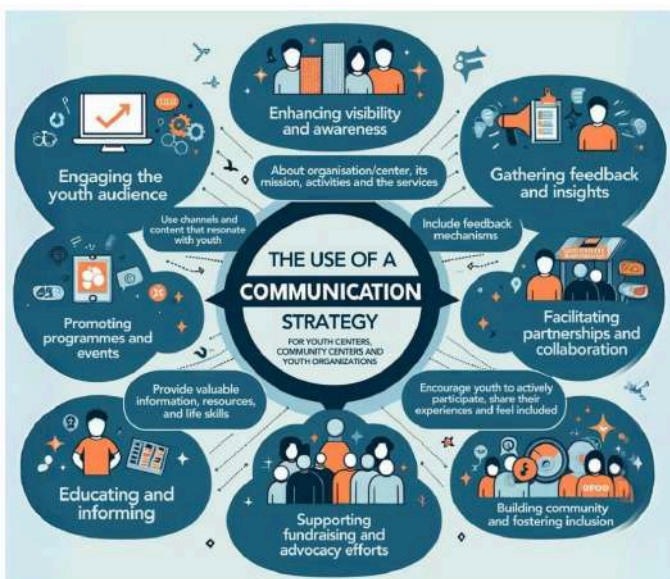 Enhancing visibility
and awareness
Engaging the
youth audience
About organisation/center, its
mission, activities and the services
Gathering feedback
and insights
Use channels and
content that resonate
with youth
Include feedback
mechanisms
THE USE OF A
COMMUNICATION
STRATEGY
FOR YOUTH CENTERS,
COMMUNITY CENTERS AND
YOUTH ORGANIZATIONS
Promoting
programmes and
events
Facilitating
partnerships and
collaboration
Provide valuable
information, resources,
and life skills
Encourage youth to actively
participate, share their
experiences and feel included
Educating and
informing
Supporting
fundraising and
advocacy efforts
Building community
and fostering inclusion